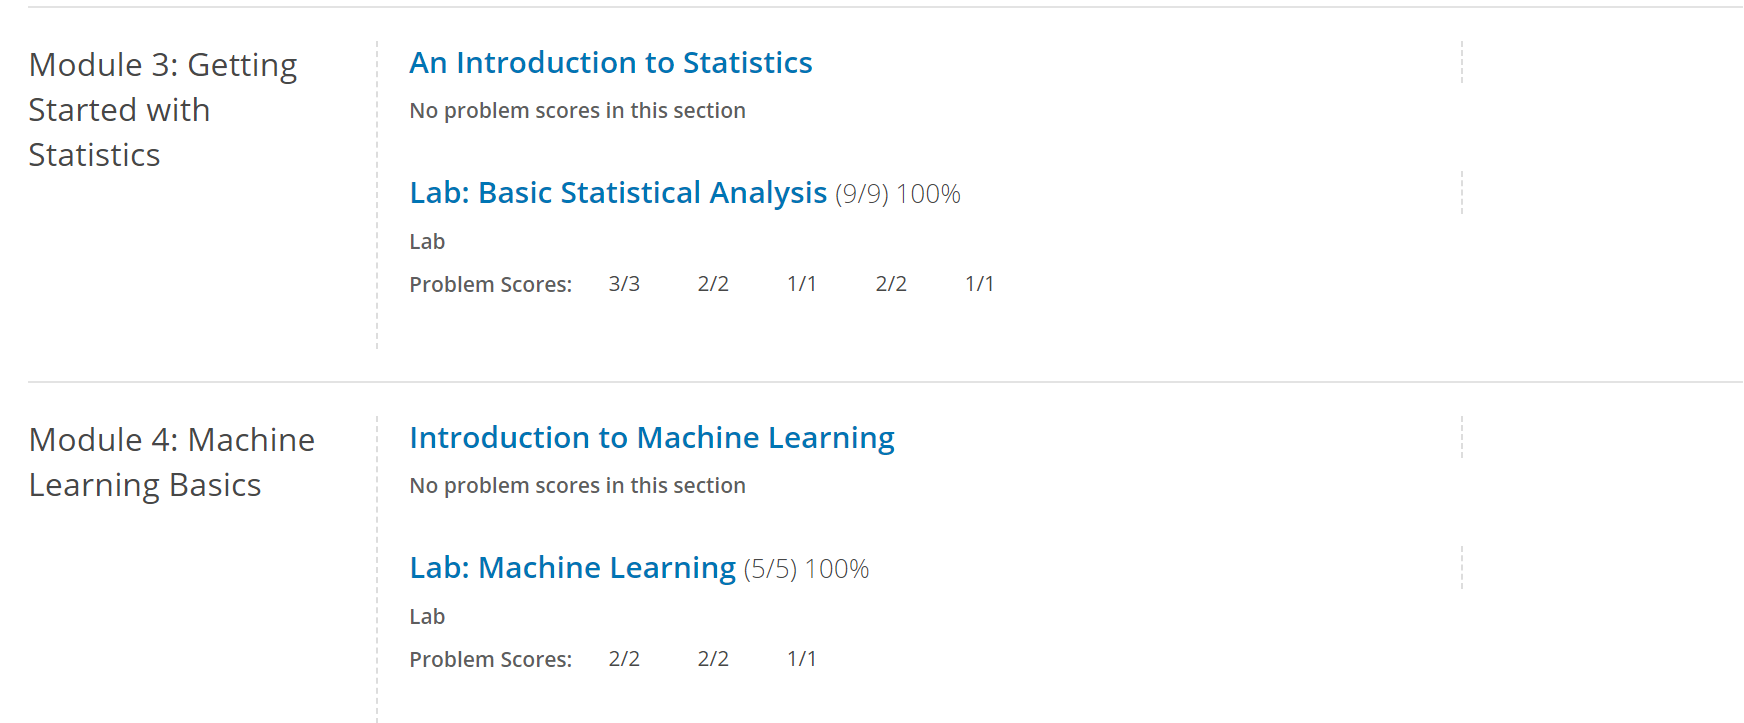 Module 3: Getting
Started with
Statistics
An Introduction to Statistics
No problem scores in this section
Lab: Basic Statistical Analysis (9/9) 100%
Lab
Problem Scores: 3/3 2/2 1/1 2/2 1/1
Module 4: Machine
Learning Basics
Introduction to Machine Learning
No problem scores in this section
Lab: Machine Learning (5/5) 100%
Lab
Problem Scores: 2/2 2/2 1/1